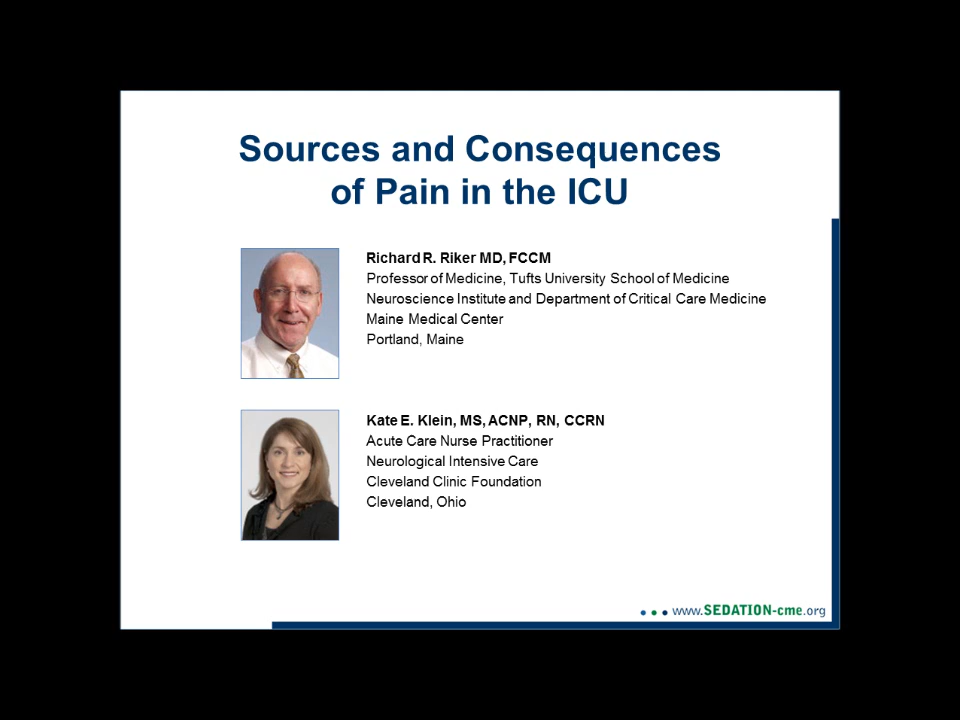 Sources and Consequences
of Pain in the ICU
Richard R. Riker MD, FCCM
Professor of Medicine, Tufts University School of Medicine
Neuroscience Institute and Department of Critical Care Medicine
Maine Medical Center
Portland, Maine
Kate E. Klein, MS, ACNP, RN, CCRN
Acute Care Nurse Practitioner
Neurological Intensive Care
Cleveland Clinic Foundation
Cleveland, Ohio
www.SEDATION-cme.org